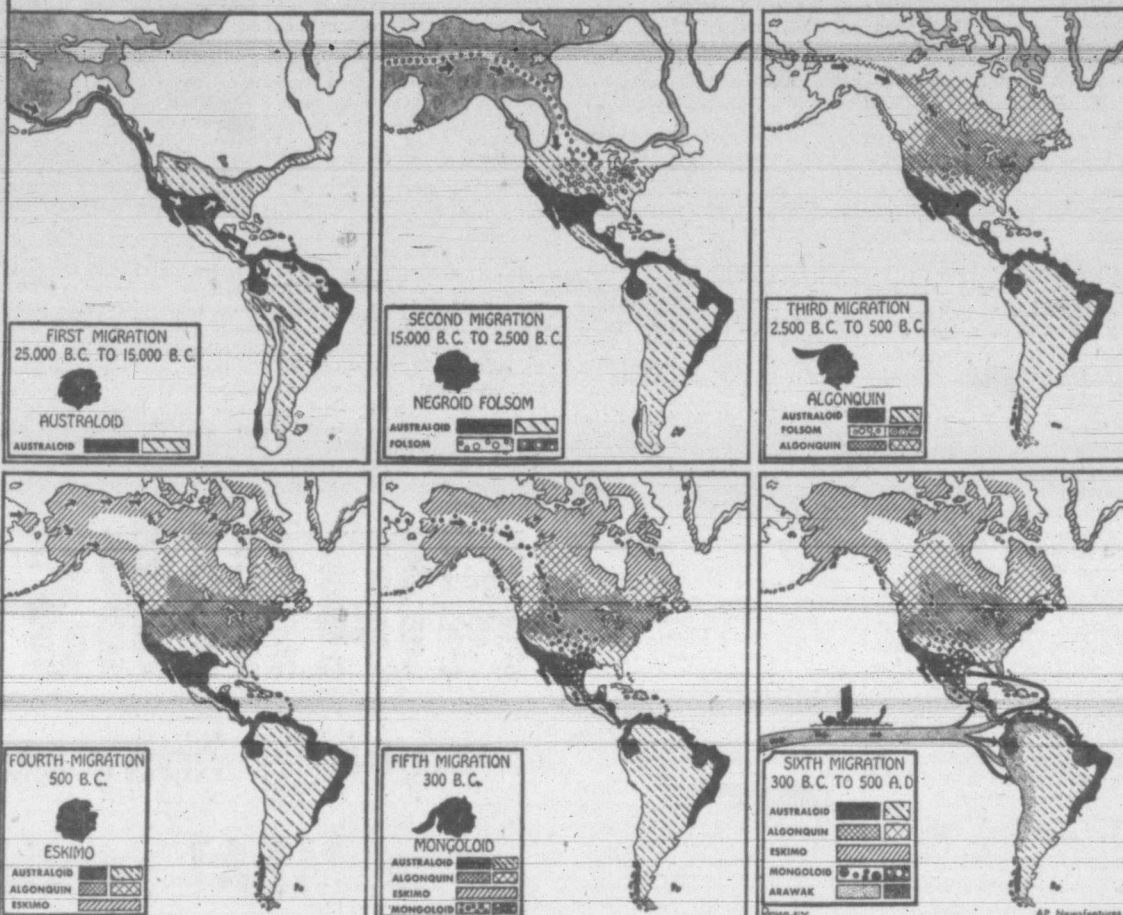 FIRST MIGRATION
25,000 B.C. TO 15,000 B.C.
AUSTRALOID
AUSTRALOID
SECOND MIGRATION
15,000 B.C. TO 2,500 B.C.
NEGROID FOLSOM
AUSTRALOID
FOLSOM
THIRD MIGRATION
2,500 B.C. TO 500 B.C.
ALGONQUIN
AUSTRALOID
FOLSOM
ALGONQUIN
FOURTH MIGRATION
500 B.C.
ESKIMO
AUSTRALOID
ALGONQUIN
ESKIMO
FIFTH MIGRATION
300 B.C.
MONGOLOID
AUSTRALOID
ALGONQUIN
ESKIMO
MONGOLOID
SIXTH MIGRATION
300 B.C. TO 500 A.D
AUSTRALOID
ALGONQUIN
ESKIMO
MONGOLOID
ARAWAK
AP Newsfeatures